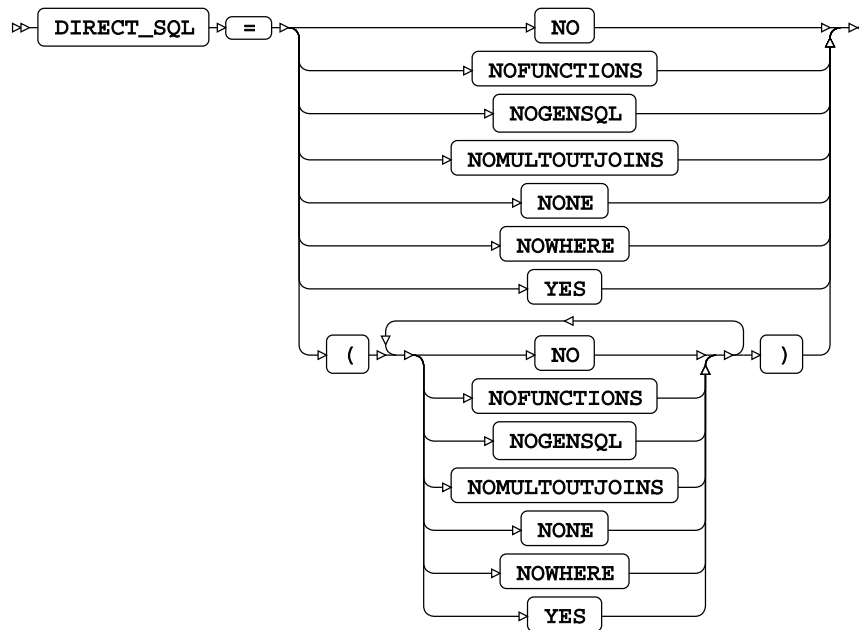 DIRECT_SQL = NO
NOFUNCTIONS
NOGENSQL
NOMULTOUTJOINS
NONE
NOWHERE
YES
( NO )
NOFUNCTIONS
NOGENSQL
NOMULTOUTJOINS
NONE
NOWHERE
YES